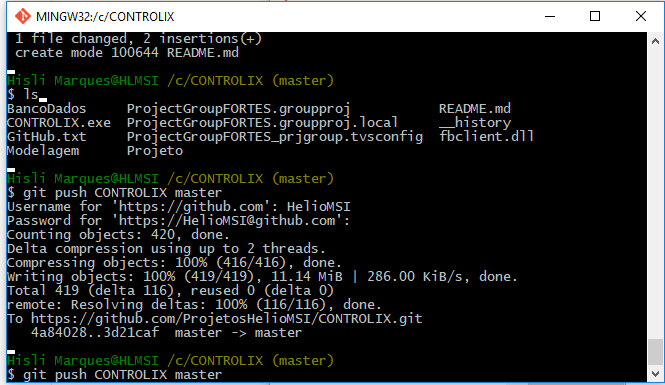 MINGW32:/c/CONTROLIX
1 file changed, 2 insertions(+)
create mode 100644 README.md
Hisli Marques@HLMSI /c/CONTROLIX (master)
$ ls
BancoDados ProjectGroupFORTES.groupproj README.md
CONTROLIX.exe ProjectGroupFORTES.groupproj.local __history
GitHub.txt ProjectGroupFORTES_prjgroup.tvsconfig fbclient.dll
Modelagem Projeto
Hisli Marques@HLMSI /c/CONTROLIX (master)
$ git push CONTROLIX master
Username for 'https://github.com': HelioMSI
Password for 'https://HelioMSI@github.com':
Counting objects: 420, done.
Delta compression using up to 2 threads.
Compressing objects: 100% (416/416), done.
Writing objects: 100% (419/419), 11.14 MiB | 286.00 KiB/s, done.
Total 419 (delta 116), reused 0 (delta 0)
remote: Resolving deltas: 100% (116/116), done.
To https://github.com/ProjetosHelioMSI/CONTROLIX.git
4a84028..3d21caf master -> master
Hisli Marques@HLMSI /c/CONTROLIX (master)
$ git push CONTROLIX master